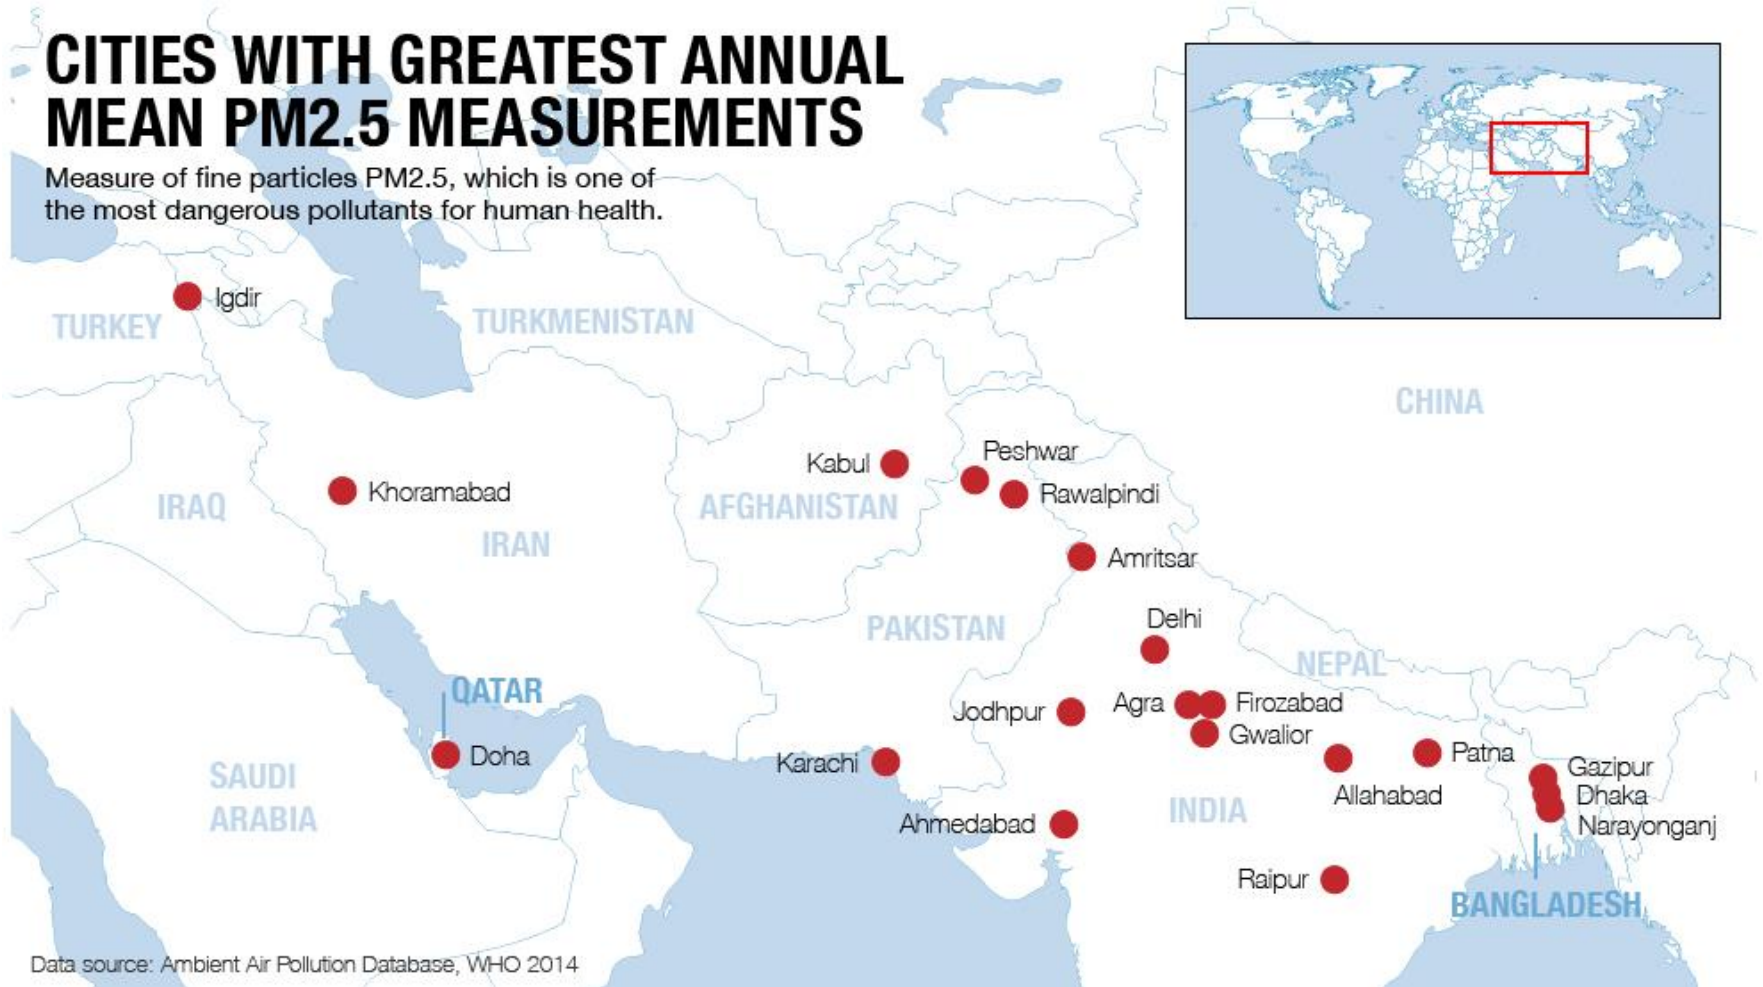 CITIES WITH GREATEST ANNUAL
MEAN PM2.5 MEASUREMENTS
Measure of fine particles PM2.5, which is one of
the most dangerous pollutants for human health.
Igdir
TURKEY
TURKMENISTAN
CHINA
Kabul
Peshwar
Khoramabad
Rawalpindi
IRAQ
AFGHANISTAN
IRAN
Amritsar
Delhi
PAKISTAN
NEPAL
QATAR
Jodhpur
Agra
Firozabad
Gwalior
Doha
Karachi
Patna
Gazipur
SAUDI
ARABIA
Allahabad
Dhaka
INDIA
Ahmedabad
Narayonganj
Raipur
BANGLADESH
Data source: Ambient Air Pollution Database, WHO 2014